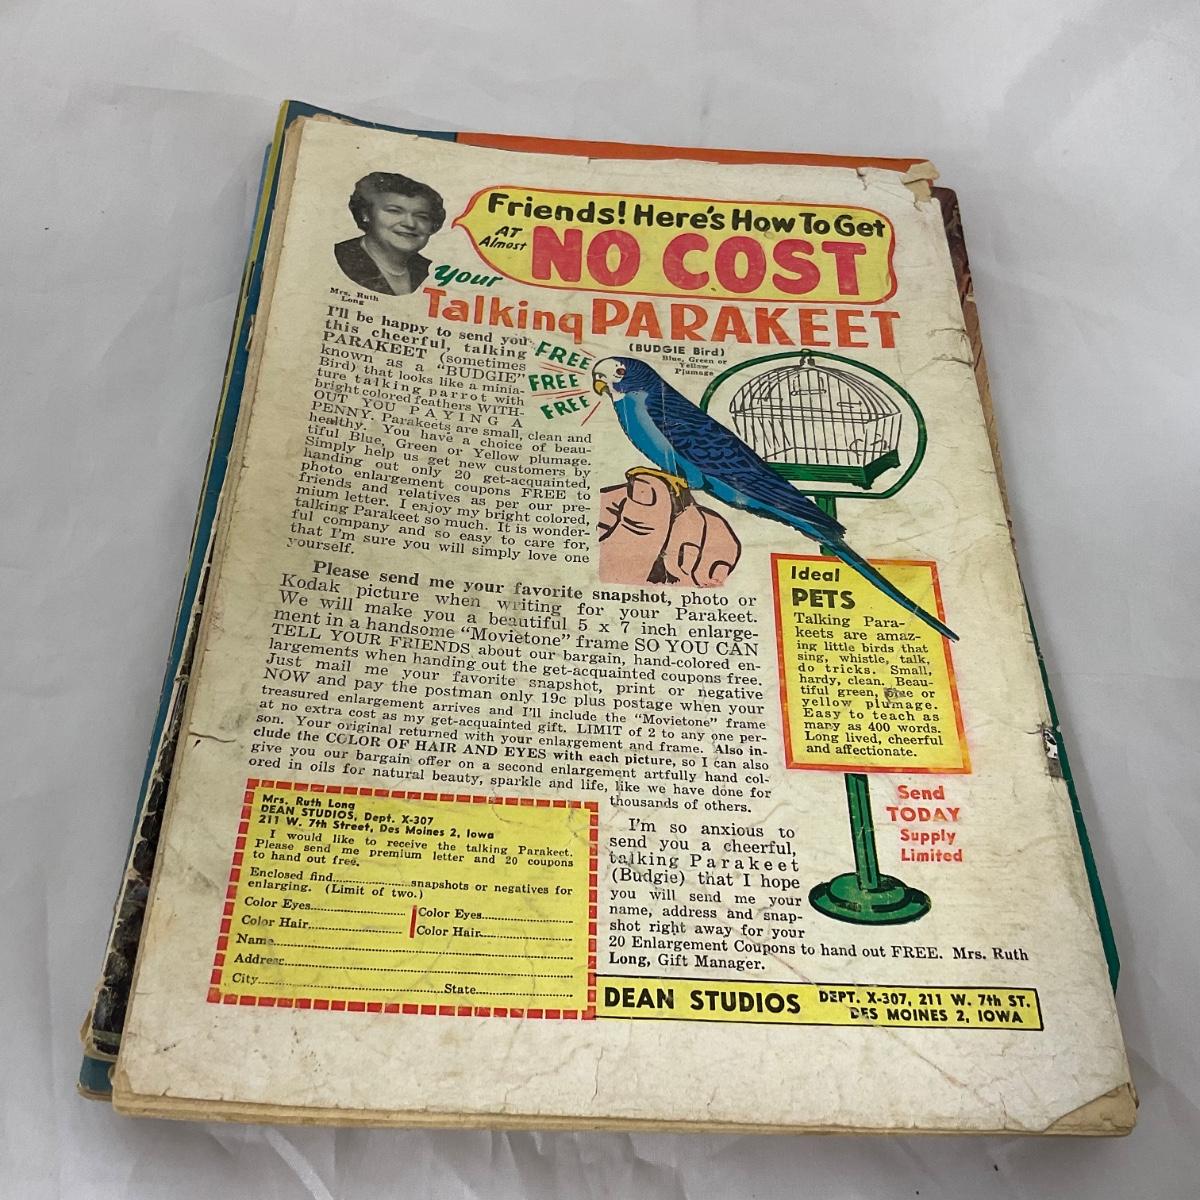 Friends! Here's How To Get
AT
Almost
NO COST
your
Talking PARAKEET
(BUDGIE Bird)
Blue, Green or
Yellow
Plumage
Mrs. Ruth
Long
I'll be happy to send you
this cheerful, talking
PARAKEET (sometimes
known as a "BUDGIE"
Bird) that looks like a minia-
ture talking parrot with
bright colored feathers WITH-
OUT YOU PAYING A
PENNY. Parakeets are small, clean and
healthy. You have a choice of beau-
tiful Blue, Green or Yellow plumage.
Simply help us get new customers by
handing out only 20 get-acquainted,
photo enlargement coupons FREE to
friends and relatives as per our pre-
mium letter. I enjoy my bright colored,
talking Parakeet so much. It is wonder-
ful company and so easy to care for,
that I'm sure you will simply love one
yourself.
FREE
FREE
FREE
Please send me your favorite snapshot, photo or
Kodak picture when writing for your Parakeet.
We will make you a beautiful 5 x 7 inch enlarge-
ment in a handsome "Movietone" frame SO YOU CAN
TELL YOUR FRIENDS about our bargain, hand-colored en-
largements when handing out the get-acquainted coupons free.
Just mail me your favorite snapshot, print or negative
NOW and pay the postman only 19c plus postage when your
treasured enlargement arrives and I'll include the "Movietone" frame
at no extra cost as my get-acquainted gift. LIMIT of 2 to any one per-
son. Your original returned with your enlargement and frame. Also in-
clude the COLOR OF HAIR AND EYES with each picture, so I can also
give you our bargain offer on a second enlargement artfully hand col-
ored in oils for natural beauty, sparkle and life, like we have done for
thousands of others.
Ideal
PETS
Talking Para-
keets are amaz-
ing little birds that
sing, whistle, talk,
do tricks. Small,
hardy, clean. Beau-
tiful green, blue or
yellow plumage.
Easy to teach as
many as 400 words.
Long lived, cheerful
and affectionate.
Send
TODAY
Supply
Limited
I'm so anxious to
send you a cheerful,
talking Parakeet
(Budgie) that I hope
you will send me your
name, address and snap-
shot right away for your
20 Enlargement Coupons to hand out FREE. Mrs. Ruth
Long, Gift Manager.
Mrs. Ruth Long
DEAN STUDIOS, Dept. X-307
211 W. 7th Street, Des Moines 2, Iowa
I would like to receive the talking Parakeet.
Please send me premium letter and 20 coupons
to hand out free.
Enclosed find..............snapshots or negatives for
enlarging. (Limit of two.)
Color Eyes.................. Color Eyes..................
Color Hair.................. Color Hair..................
Name..................
Address..................
City..................State..................
DEAN STUDIOS DEPT. X-307, 211 W. 7th ST.
DES MOINES 2, IOWA